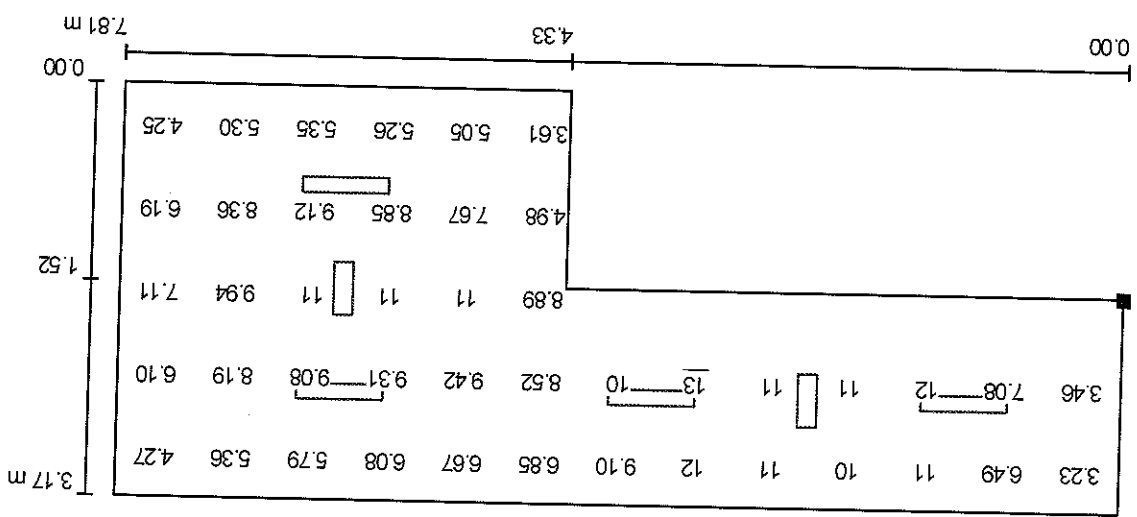 3.23 6.49 11 10 11 12 9.10 6.85 6.67 6.08 5.79 5.36 4.27 3.17 m
3.46 7.08 12 11 11 13 10 8.52 9.42 9.31 9.08 8.19 6.10
8.89 11 11 11 9.94 7.11 1.52
4.98 7.67 8.85 9.12 8.36 6.19
3.61 5.05 5.26 5.35 5.30 4.25
0.00
0.00 4.33 7.81 m